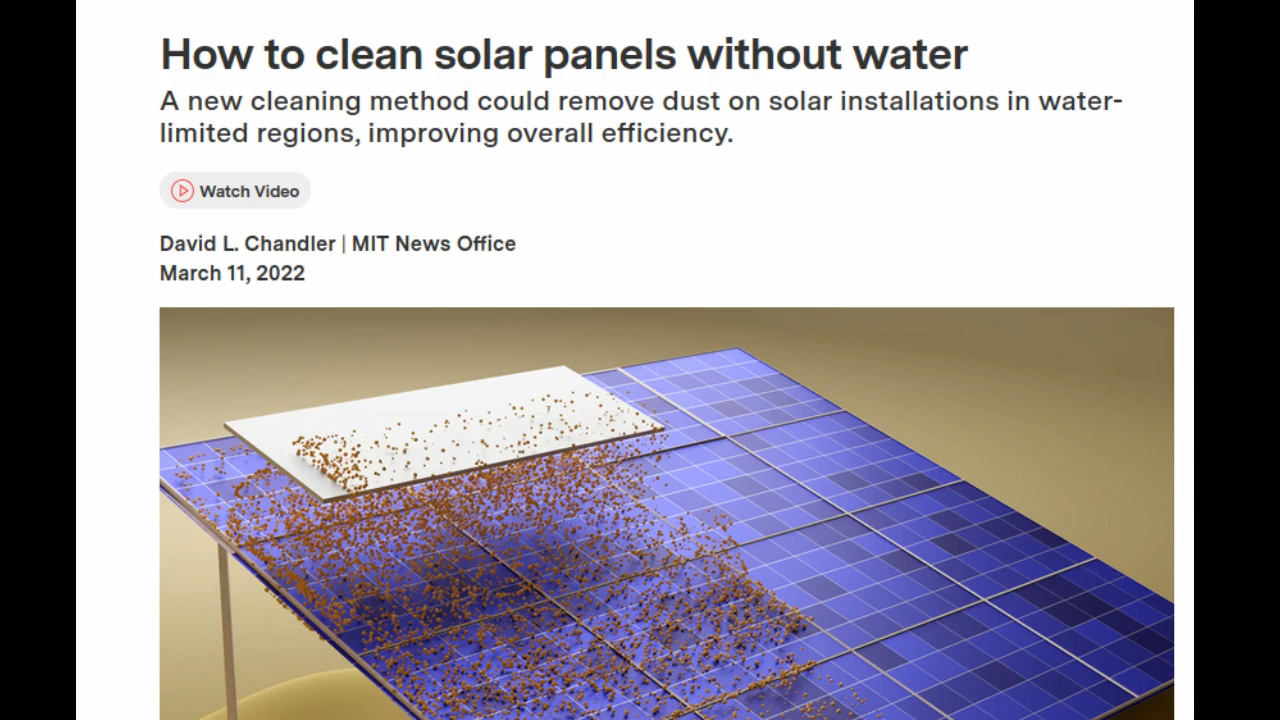 How to clean solar panels without water
A new cleaning method could remove dust on solar installations in water-
limited regions, improving overall efficiency.
Watch Video
David L. Chandler | MIT News Office
March 11, 2022